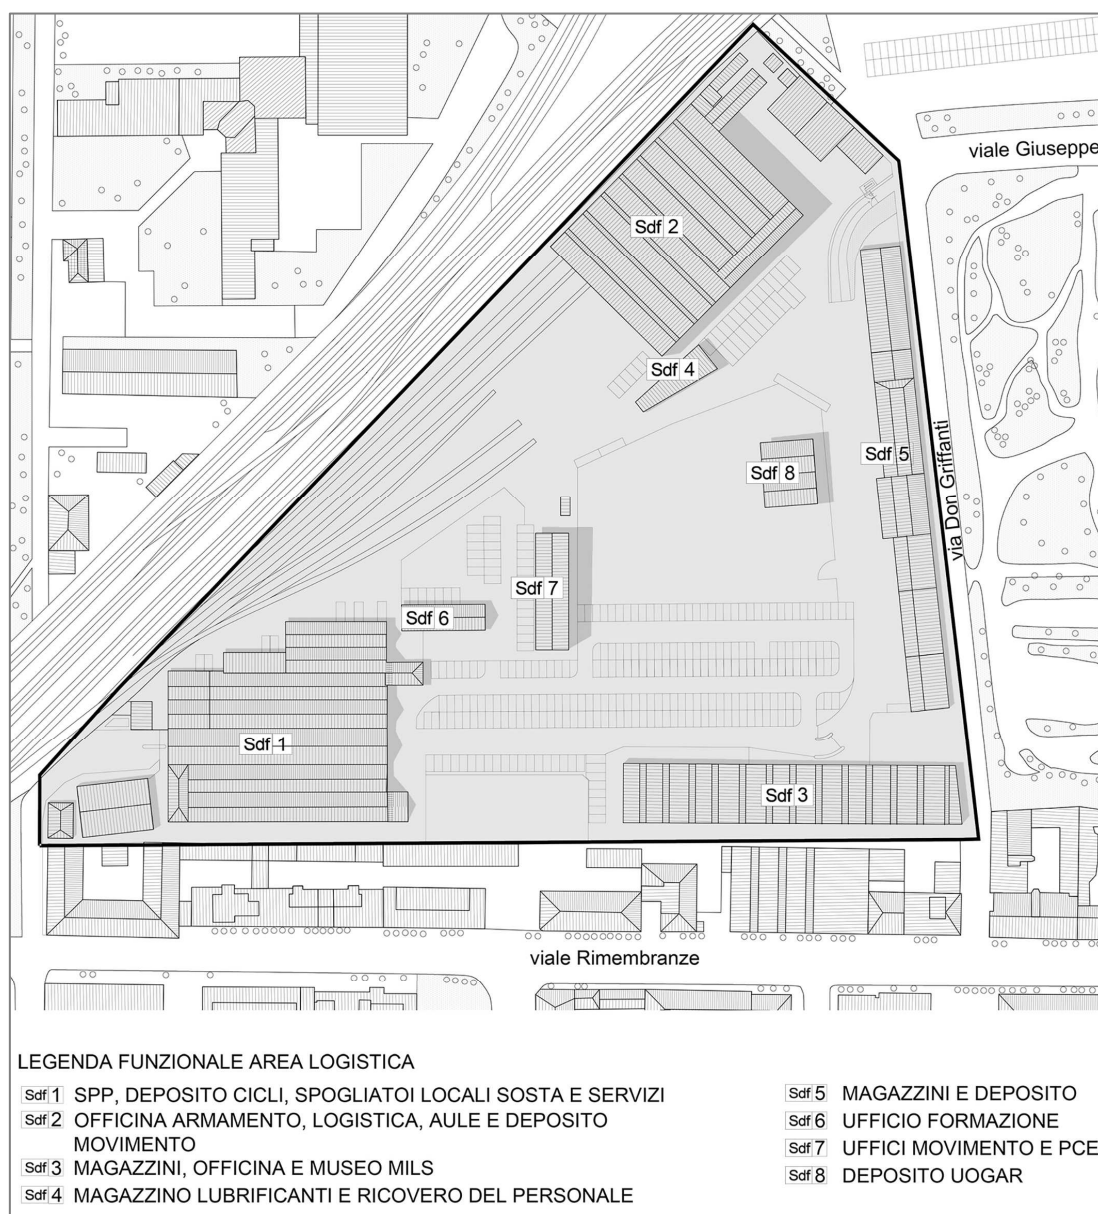 viale Giuseppe
Sdf 2
Sdf 4
Sdf 5
Sdf 8
via Don Griffanti
Sdf 7
Sdf 6
Sdf 1
Sdf 3
viale Rimembranze
LEGENDA FUNZIONALE AREA LOGISTICA
Sdf 1 SPP, DEPOSITO CICLI, SPOGLIATOI LOCALI SOSTA E SERVIZI
Sdf 2 OFFICINA ARMAMENTO, LOGISTICA, AULE E DEPOSITO
MOVIMENTO
Sdf 3 MAGAZZINI, OFFICINA E MUSEO MILS
Sdf 4 MAGAZZINO LUBRIFICANTI E RICOVERO DEL PERSONALE
Sdf 5 MAGAZZINI E DEPOSITO
Sdf 6 UFFICIO FORMAZIONE
Sdf 7 UFFICI MOVIMENTO E PCE
Sdf 8 DEPOSITO UOGAR